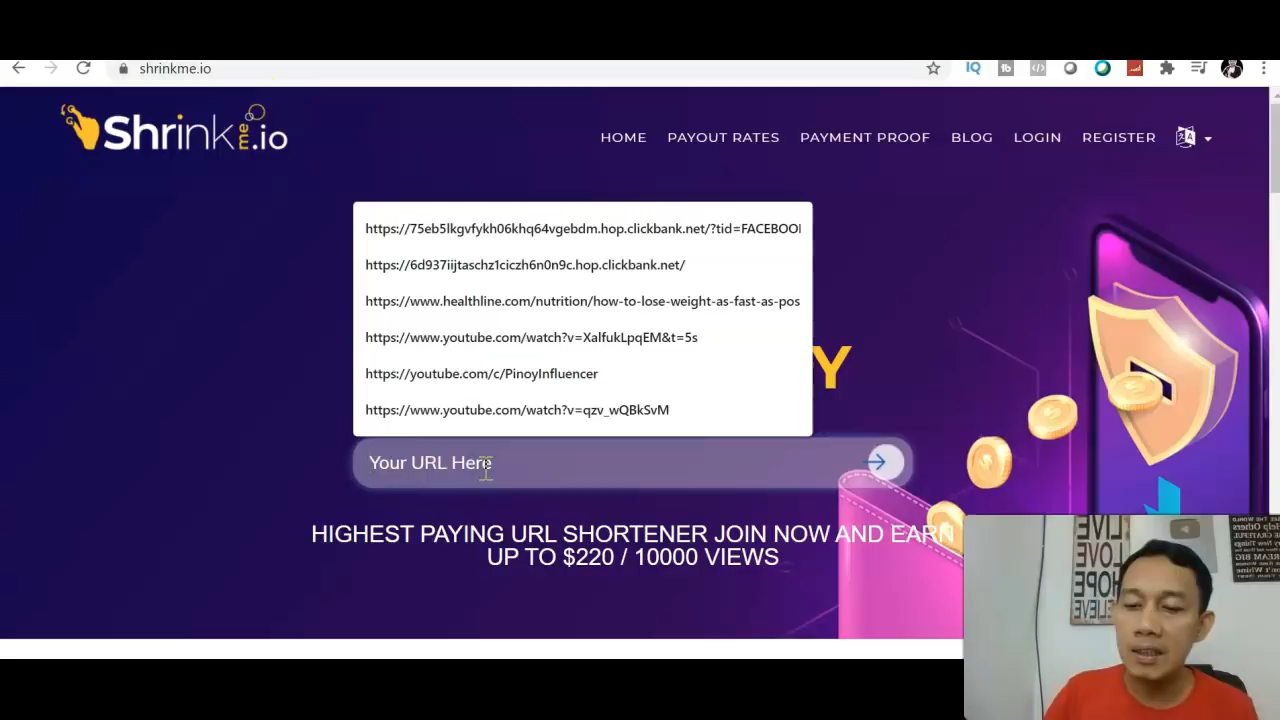 shrinkme.io
Shrinkme.io
HOME
PAYOUT RATES
PAYMENT PROOF
BLOG
LOGIN
REGISTER
https://75eb5lkgvfykh06khq64vgebdm.hop.clickbank.net/?tid=FACEBOO
https://6d937iijtaschz1ciczh6n0n9c.hop.clickbank.net/
https://www.healthline.com/nutrition/how-to-lose-weight-as-fast-as-pos
https://www.youtube.com/watch?v=XalfukLpqEM&t=5s
https://youtube.com/c/PinoyInfluencer
https://www.youtube.com/watch?v=qzv_wQBkSvM
Y
Your URL Here
HIGHEST PAYING URL SHORTENER JOIN NOW AND EARN
UP TO $220 / 10000 VIEWS
LIVE
LOVE
HOPE